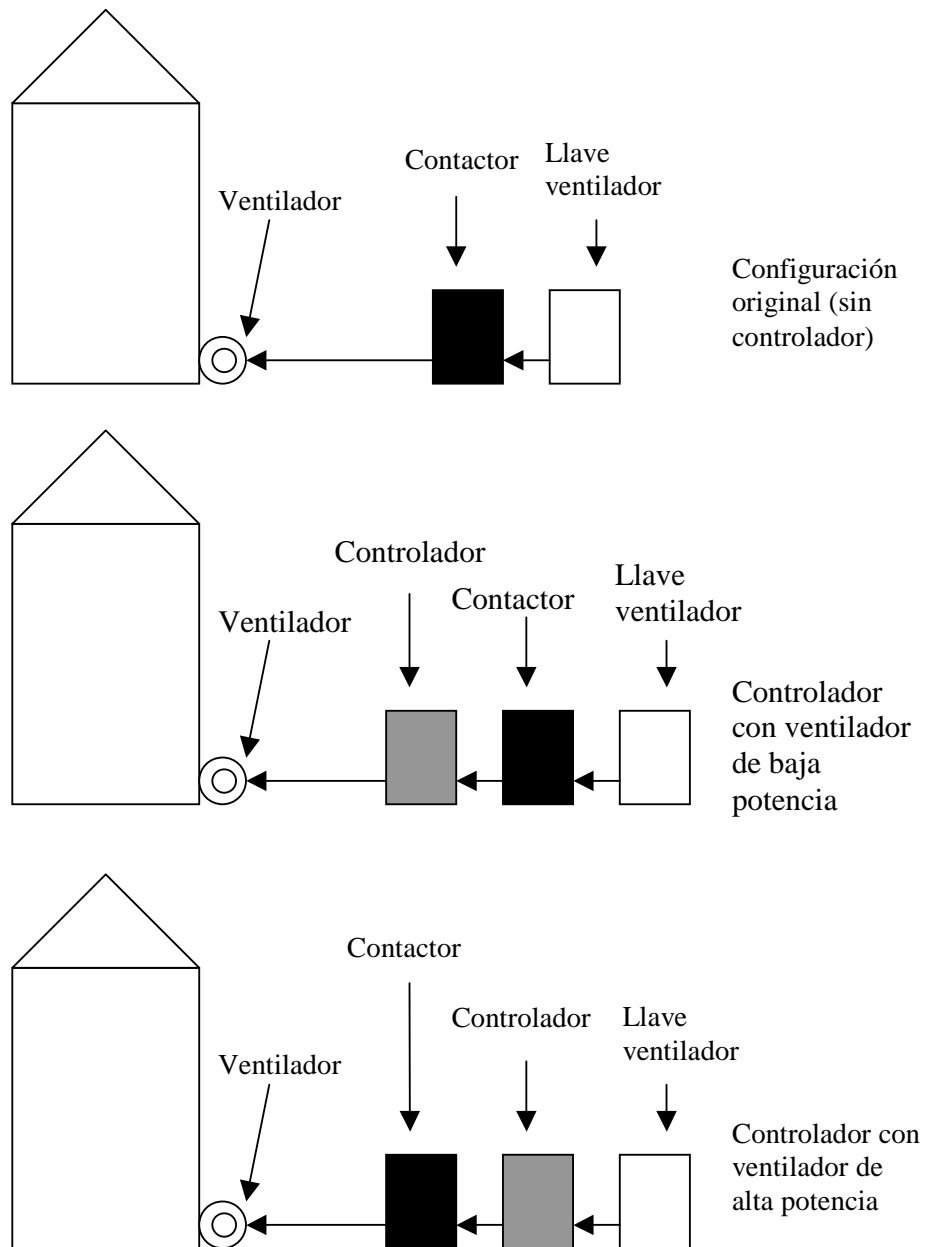 Contactor
Llave
ventilador
Ventilador
Configuración
original (sin
controlador)
Controlador
Contactor
Llave
ventilador
Ventilador
Controlador
con ventilador
de baja
potencia
Contactor
Controlador
Llave
ventilador
Ventilador
Controlador con
ventilador de
alta potencia